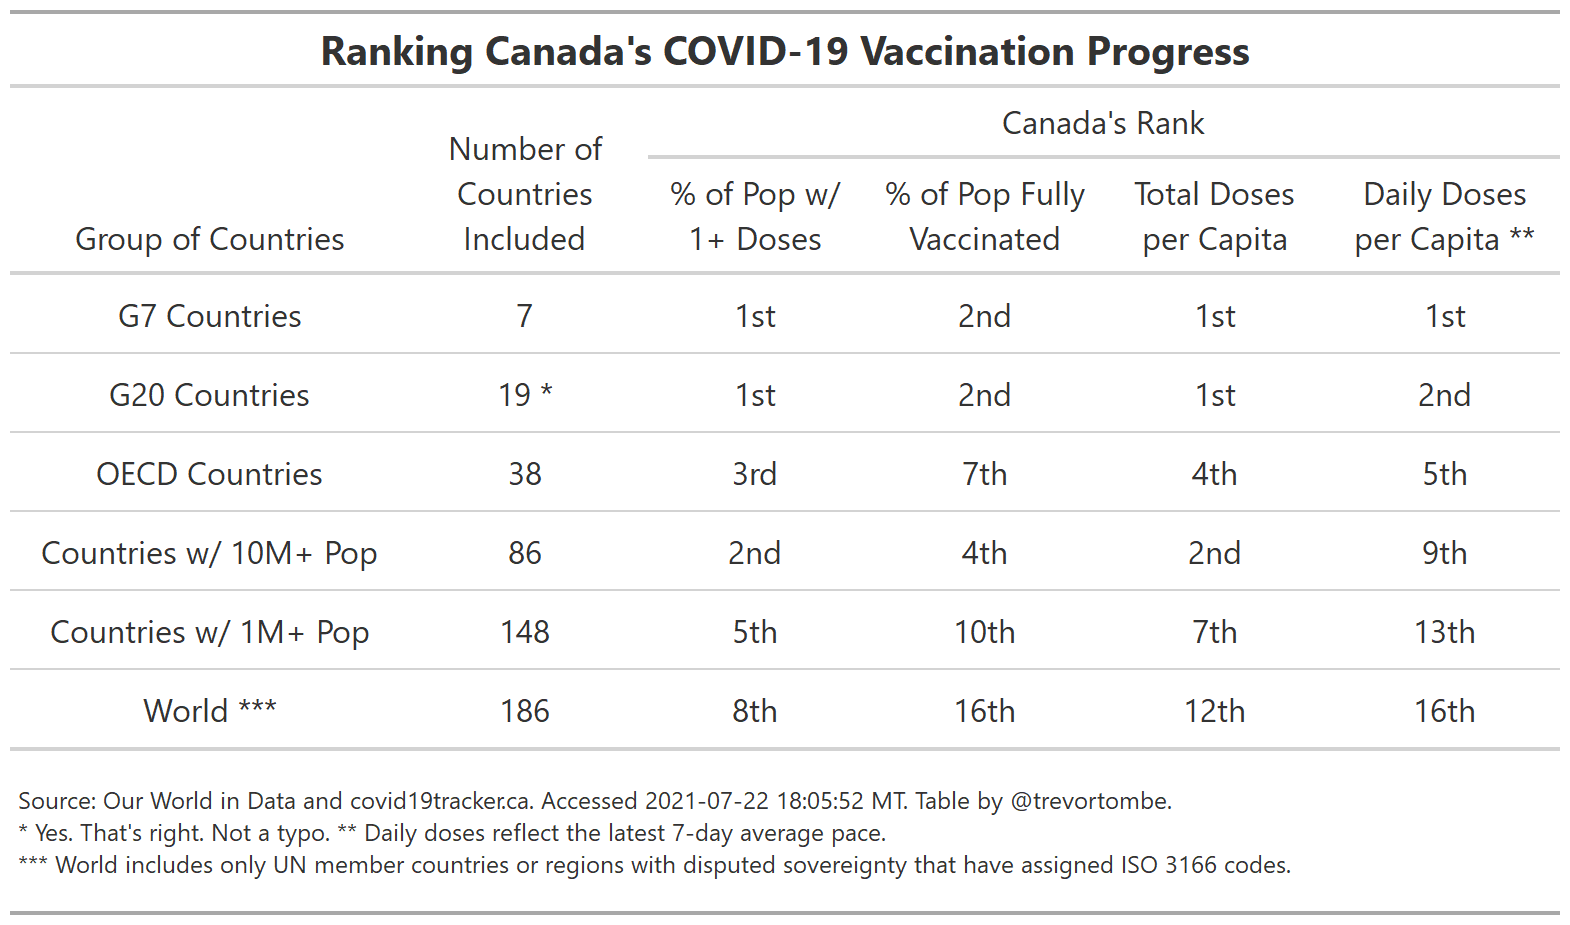 Ranking Canada's COVID-19 Vaccination Progress
Canada's Rank
Group of Countries Number of Countries Included % of Pop w/ 1+ Doses % of Pop Fully Vaccinated Total Doses per Capita Daily Doses per Capita **
G7 Countries 7 1st 2nd 1st 1st
G20 Countries 19 * 1st 2nd 1st 2nd
OECD Countries 38 3rd 7th 4th 5th
Countries w/ 10M+ Pop 86 2nd 4th 2nd 9th
Countries w/ 1M+ Pop 148 5th 10th 7th 13th
World *** 186 8th 16th 12th 16th
Source: Our World in Data and covid19tracker.ca. Accessed 2021-07-22 18:05:52 MT. Table by @trevortombe.
* Yes. That's right. Not a typo. ** Daily doses reflect the latest 7-day average pace.
*** World includes only UN member countries or regions with disputed sovereignty that have assigned ISO 3166 codes.